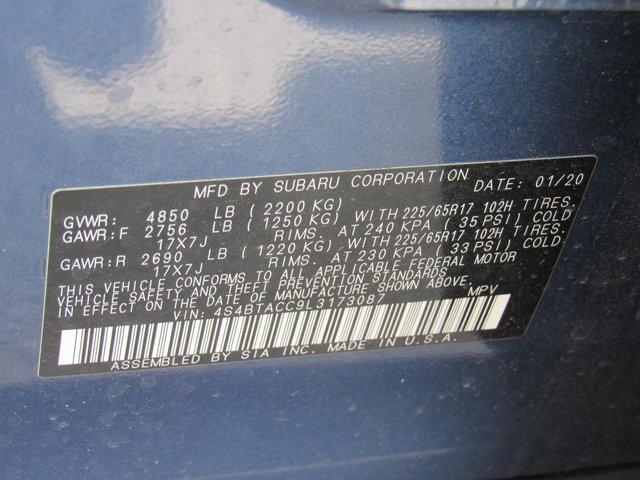 MFD BY SUBARU CORPORATION DATE: 01/20
GVWR: 4850 LB (2200 KG)
GAWR:F 2756 LB (1250 KG) WITH 225/65R17 102H TIRES.
17X7J RIMS. AT 240 KPA (35 PSI) COLD
GAWR:R 2690 LB (1220 KG) WITH 225/65R17 102H TIRES.
17X7J RIMS. AT 230 KPA (33 PSI) COLD.
THIS VEHICLE CONFORMS TO ALL APPLICABLE FEDERAL MOTOR
VEHICLE SAFETY AND THEFT PREVENTION STANDARDS IN
EFFECT ON THE DATE OF MANUFACTURE SHOWN ABOVE.
VIN: 4S4BTACC9L3173087 MPV
ASSEMBLED BY SIA INC. MADE IN U.S.A.